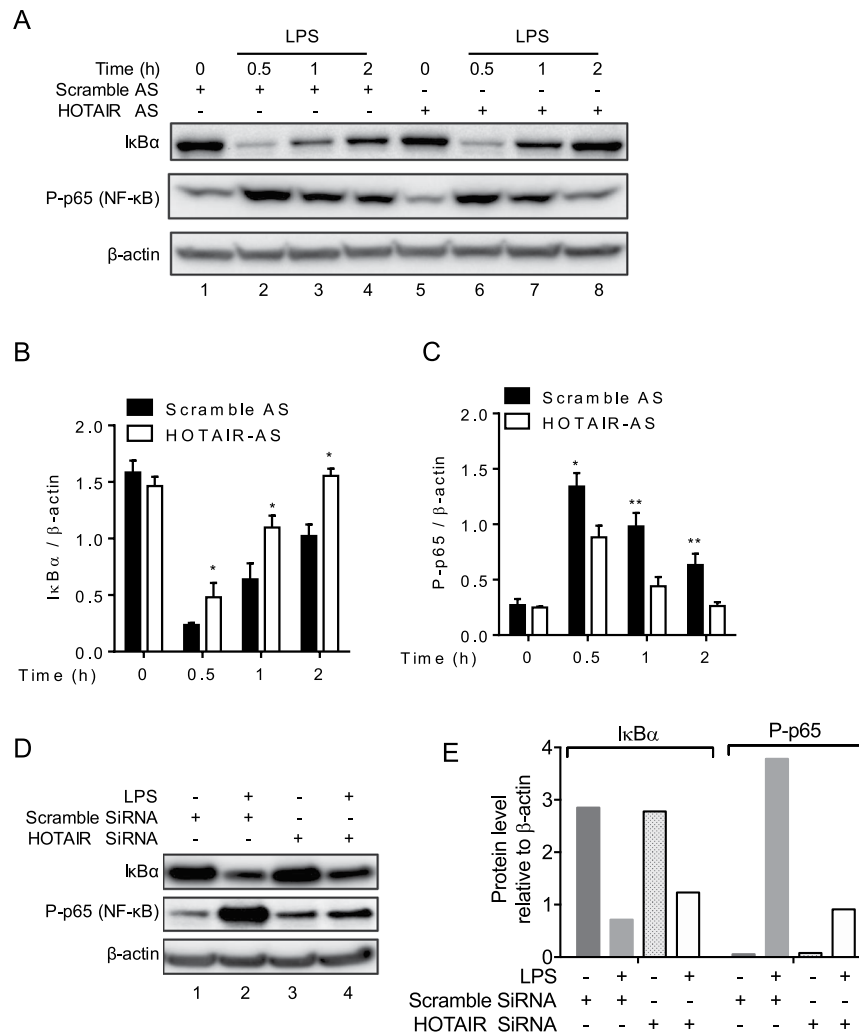 A
LPS LPS
Time (h) 0 0.5 1 2 0 0.5 1 2
Scramble AS + + + + - - - -
HOTAIR AS - - - - + + + +
IκBα
P-p65 (NF-κB)
β-actin
1 2 3 4 5 6 7 8
B
Scramble AS
HOTAIR-AS
2.0
1.5
1.0
0.5
0.0
IκBα / β-actin
* * *
Time (h) 0 0.5 1 2
C
Scramble AS
HOTAIR-AS
2.0
1.5
1.0
0.5
0.0
P-p65 / β-actin
* ** **
Time (h) 0 0.5 1 2
D
LPS - + - +
Scramble SiRNA + + - -
HOTAIR SiRNA - - + +
IκBα
P-p65 (NF-κB)
β-actin
1 2 3 4
E
IκBα P-p65
4
3
2
1
0
Protein level
relative to β-actin
LPS - + - + - + - +
Scramble SiRNA + + - - + + - -
HOTAIR SiRNA - - + + - - + +